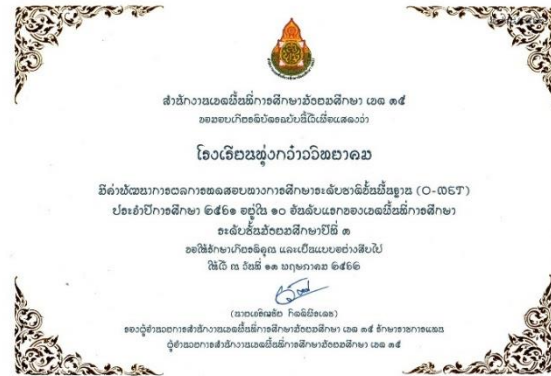 สำนักงานเขตพื้นที่การศึกษามัธยมศึกษา เขต ๓๕
ขอมอบเกียรติบัตรฉบับนี้ไว้เพื่อแสดงว่า
โรงเรียนทุ่งกว๋าววิทยาคม
มีค่าพัฒนาการผลการทดสอบทางการศึกษาระดับชาติขั้นพื้นฐาน (O-NET)
ประจำปีการศึกษา ๒๕๖๑ อยู่ใน ๑๐ อันดับแรกของเขตพื้นที่การศึกษา
ระดับชั้นมัธยมศึกษาปีที่ ๓
ขอให้รักษาเกียรติคุณ และเป็นแบบอย่างสืบไป
ให้ไว้ ณ วันที่ ๑๓ พฤษภาคม ๒๕๖๒
รองผู้อำนวยการสำนักงานเขตพื้นที่การศึกษามัธยมศึกษา เขต ๓๕ รักษาราชการแทน
ผู้อำนวยการสำนักงานเขตพื้นที่การศึกษามัธยมศึกษา เขต ๓๕